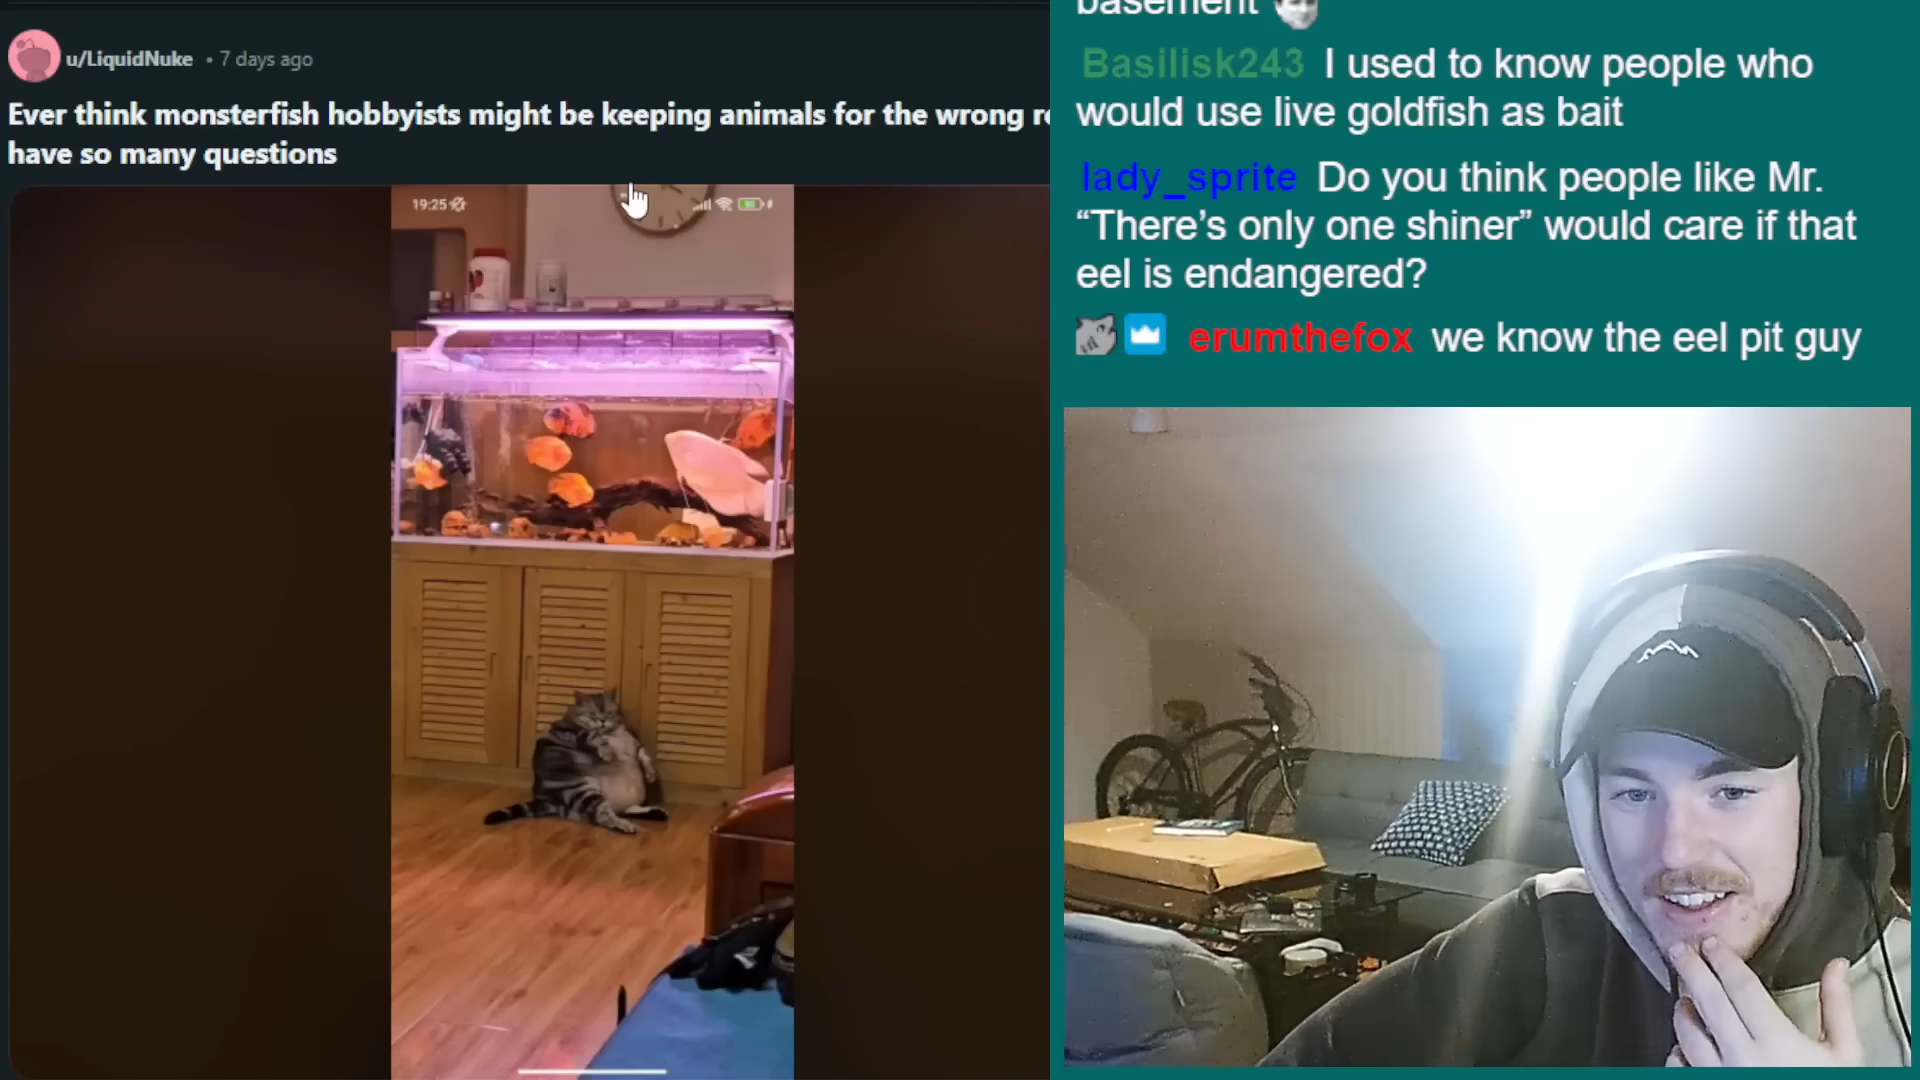 u/LiquidNuke • 7 days ago
Ever think monsterfish hobbyists might be keeping animals for the wrong
have so many questions
19:25
basement
Basilisk243 I used to know people who
would use live goldfish as bait
lady_sprite Do you think people like Mr.
“There’s only one shiner” would care if that
eel is endangered?
erumthefox we know the eel pit guy